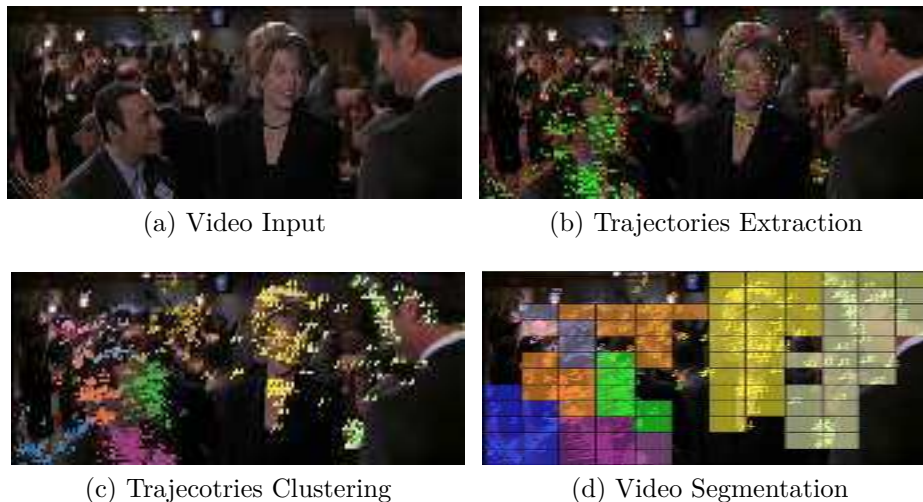 (a) Video Input
(b) Trajectories Extraction
(c) Trajecotries Clustering
(d) Video Segmentation